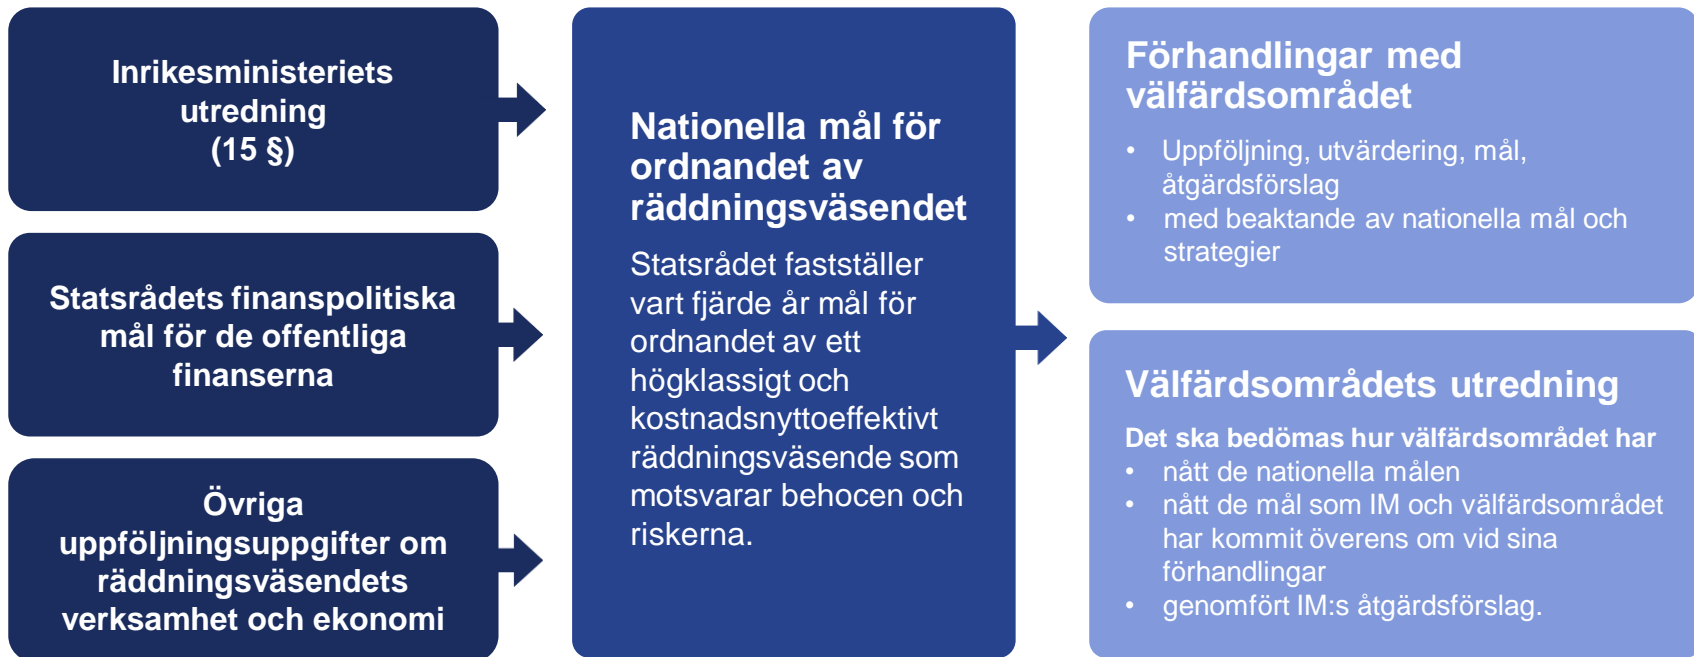 Inrikesministeriets
utredning
(15 §)
Statsrådets finanspolitiska
mål för de offentliga
finanserna
Övriga
uppföljningsuppgifter om
räddningsväsendets
verksamhet och ekonomi
Nationella mål för
ordnandet av
räddningsväsendet
Statsrådet fastställer
vart fjärde år mål för
ordnandet av ett
högklassigt och
kostnadsnyttoeffektivt
räddningsväsende som
motsvarar behocen och
riskerna.
Förhandlingar med
välfärdsområdet
• Uppföljning, utvärdering, mål,
åtgärdsförslag
• med beaktande av nationella mål och
strategier
Välfärdsområdets utredning
Det ska bedömas hur välfärdsområdet har
• nått de nationella målen
• nått de mål som IM och välfärdsområdet
har kommit överens om vid sina
förhandlingar
• genomfört IM:s åtgärdsförslag.